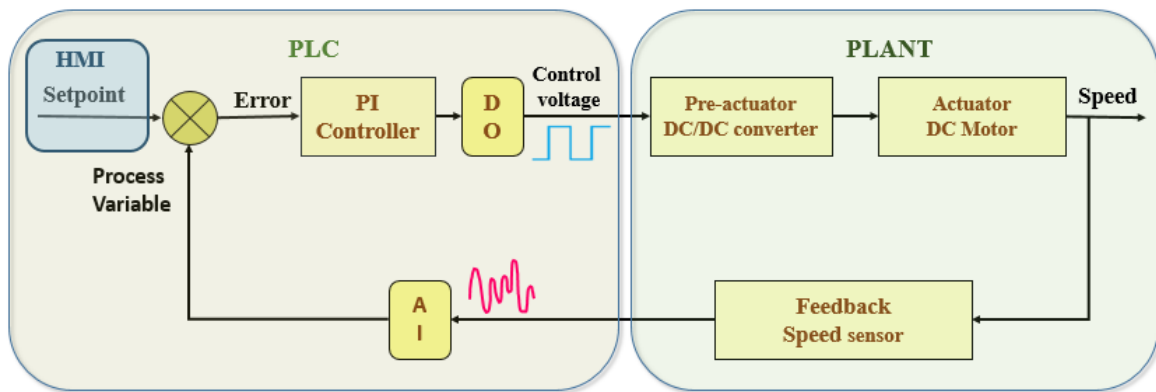 PLC
PLANT
HMI
Setpoint
Error
PI
Controller
D
O
Control
voltage
Pre-actuator
DC/DC converter
Actuator
DC Motor
Speed
Process
Variable
A
I
Feedback
Speed sensor